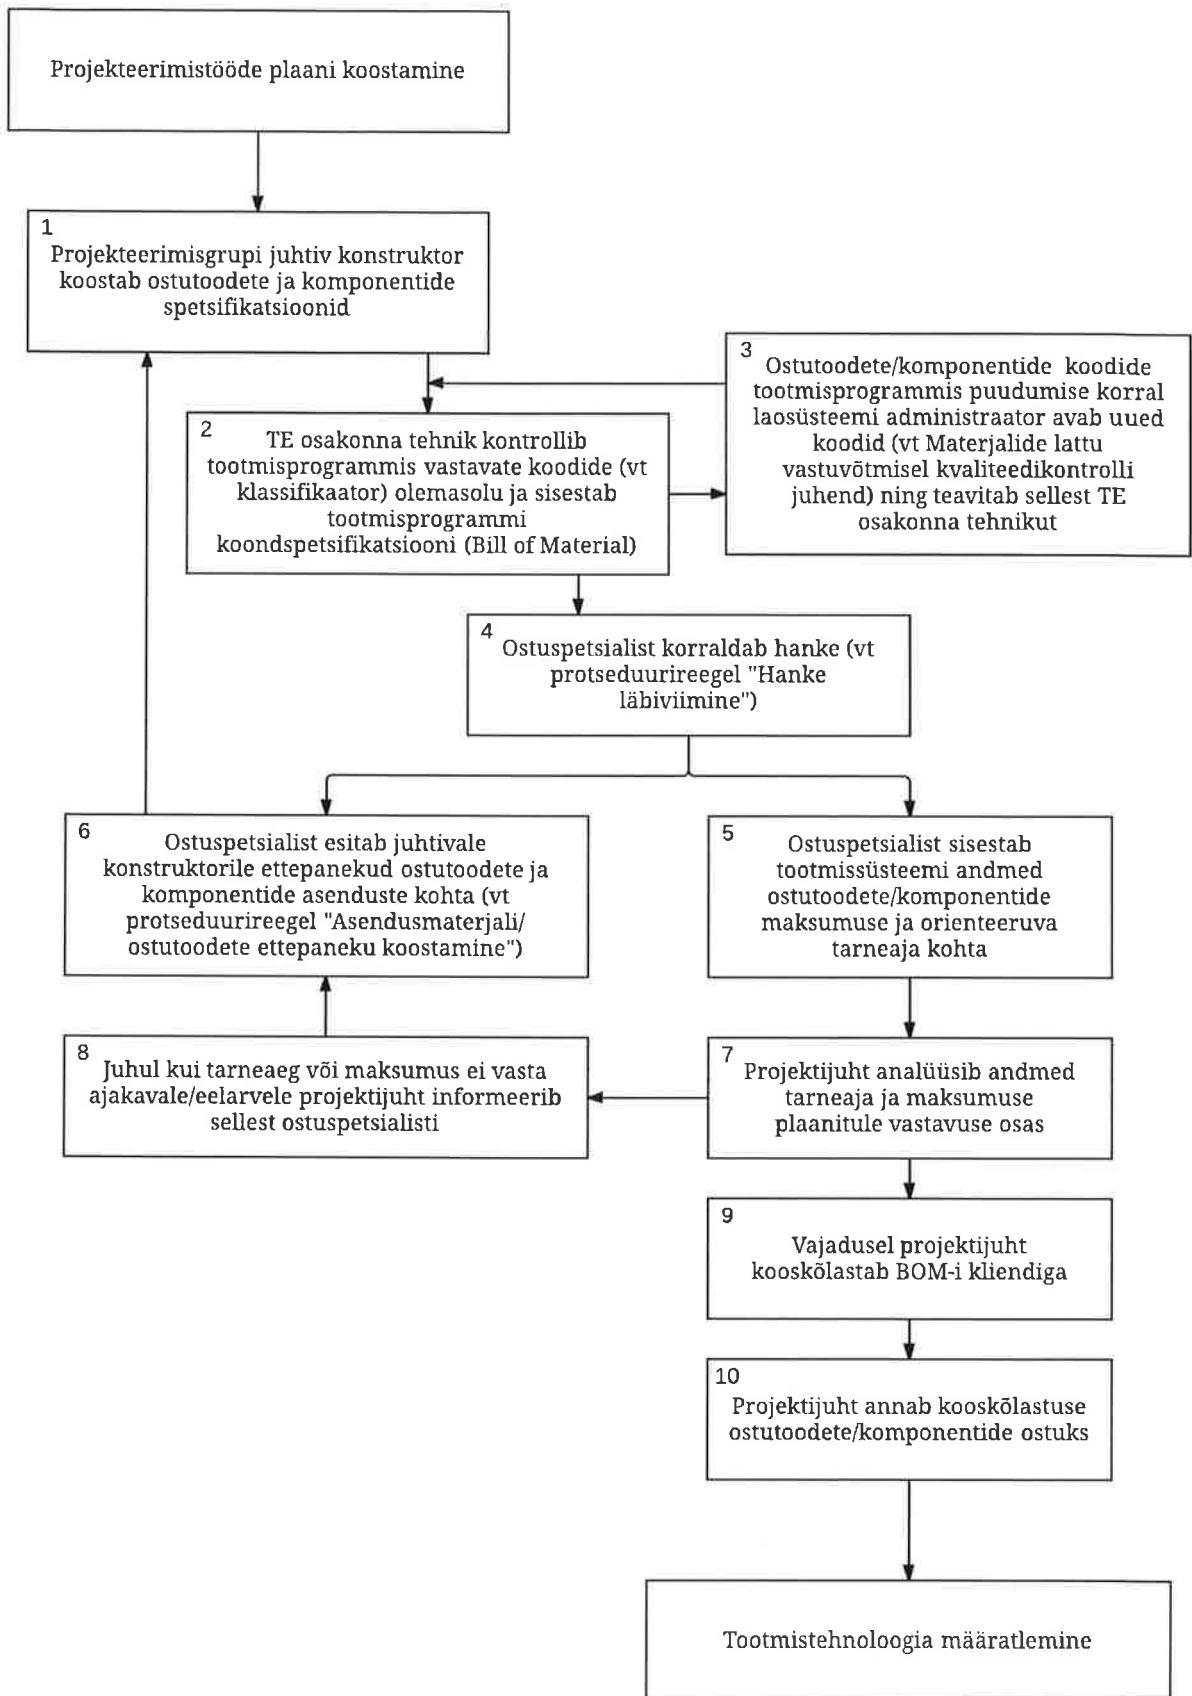 Projekteerimistööde plaani koostamine
1
Projekteerimisgrupi juhtiv konstruktor
koostab ostutoodete ja komponentide
spetsifikatsioonid
3
Ostutoodete/komponentide koodide
tootmisprogrammis puudumise korral
laosüsteemi administraator avab uued
koodid (vt Materjalide lattu
vastuvõtmisel kvaliteedikontrolli
juhend) ning teavitab sellest TE
osakonna tehnikut
2
TE osakonna tehnik kontrollib
tootmisprogrammis vastavate koodide (vt
klassifikaator) olemasolu ja sisestab
tootmisprogrammi
koondspetsifikatsiooni (Bill of Material)
4
Ostuspetsialist korraldab hanke (vt
protseduurireegel "Hanke
läbiviimine")
6
Ostuspetsialist esitab juhtivale
konstruktorile ettepanekud ostutoodete ja
komponentide asenduste kohta (vt
protseduurireegel "Asendusmaterjali/
ostutoodete ettepaneku koostamine")
5
Ostuspetsialist sisestab
tootmissüsteemi andmed
ostutoodete/komponentide
maksumuse ja orienteeruva
tarneaja kohta
8
Juhul kui tarneaeg või maksumus ei vasta
ajakavale/eelarvele projektijuht informeerib
sellest ostuspetsialisti
7
Projektijuht analüüsib andmed
tarneaja ja maksumuse
plaanitule vastavuse osas
9
Vajadusel projektijuht
kooskõlastab BOM-i kliendiga
10
Projektijuht annab kooskõlastuse
ostutoodete/komponentide ostuks
Tootmistehnoloogia määratlemine